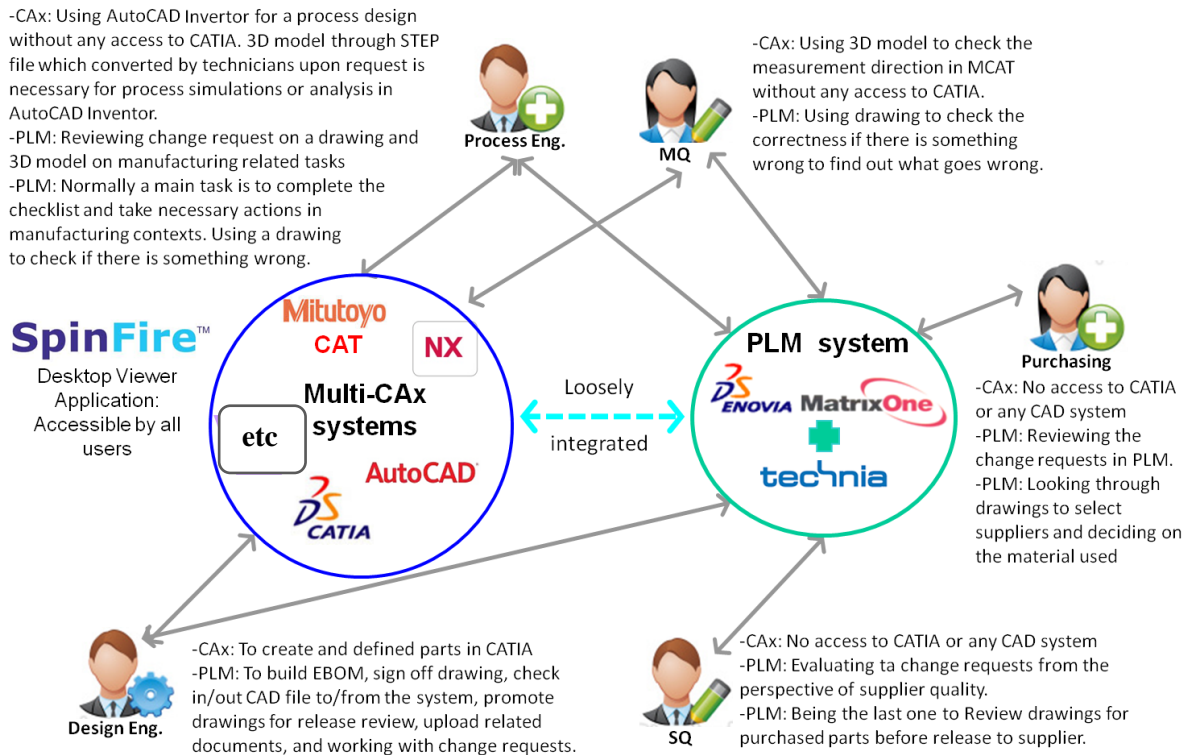 -CAx: Using AutoCAD Invertor for a process design
without any access to CATIA. 3D model through STEP
file which converted by technicians upon request is
necessary for process simulations or analysis in
AutoCAD Inventor.
-PLM: Reviewing change request on a drawing and
3D model on manufacturing related tasks
-PLM: Normally a main task is to complete the
checklist and take necessary actions in
manufacturing contexts. Using a drawing
to check if there is something wrong.
Process Eng.
MQ
-CAx: Using 3D model to check the
measurement direction in MCAT
without any access to CATIA.
-PLM: Using drawing to check the
correctness if there is something
wrong to find out what goes wrong.
SpinFire™
Desktop Viewer
Application:
Accessible by all
users
Mitutoyo
CAT
NX
Multi-CAx
systems
etc
AutoCAD
DS
CATIA
Loosely
integrated
PLM system
DS
ENOVIA
MatrixOne
technia
Purchasing
-CAx: No access to CATIA
or any CAD system
-PLM: Reviewing the
change requests in PLM.
-PLM: Looking through
drawings to select
suppliers and deciding on
the material used
Design Eng.
-CAx: To create and defined parts in CATIA
-PLM: To build EBOM, sign off drawing, check
in/out CAD file to/from the system, promote
drawings for release review, upload related
documents, and working with change requests.
SQ
-CAx: No access to CATIA or any CAD system
-PLM: Evaluating ta change requests from the
perspective of supplier quality.
-PLM: Being the last one to Review drawings for
purchased parts before release to supplier.